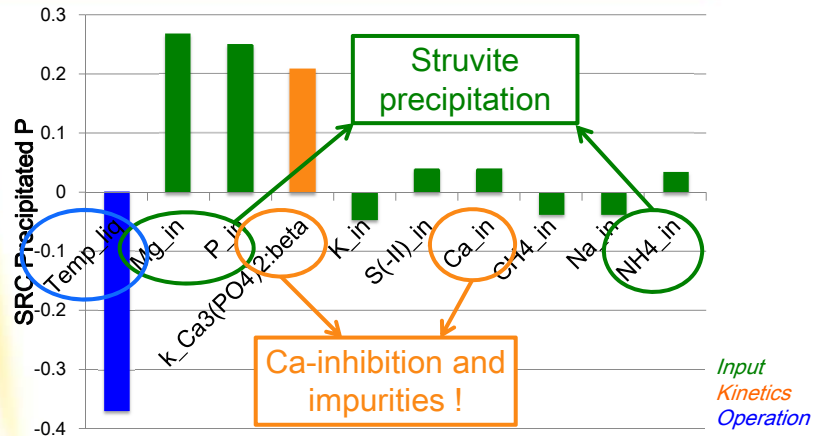 0.3
0.2
0.1
0
-0.1
-0.2
-0.3
-0.4
SRC Precipitated P
Struvite
precipitation
Temp_liq
Mg_in
P_in
k_Ca3(PO4)2:beta
K_in
S(-II)_in
Ca_in
CH4_in
Na_in
NH4_in
Ca-inhibition and
impurities !
Input
Kinetics
Operation